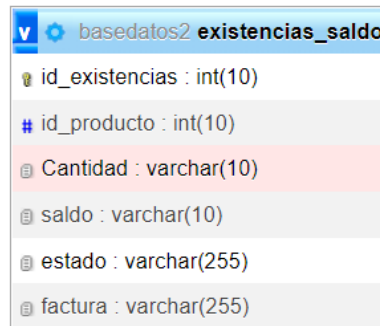 v basedatos2 existencias_saldo
id_existencias : int(10)
# id_producto : int(10)
Cantidad : varchar(10)
saldo : varchar(10)
estado : varchar(255)
factura : varchar(255)